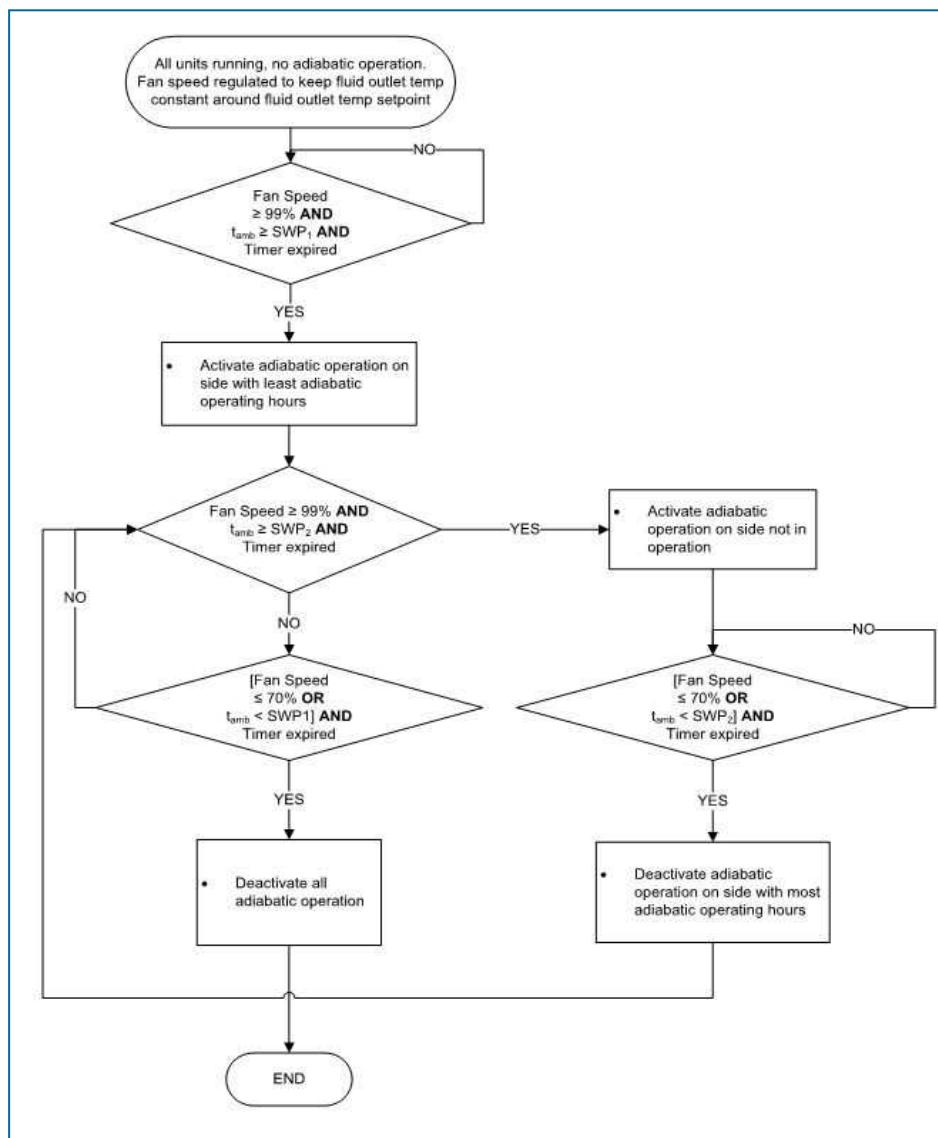 All units running, no adiabatic operation.
Fan speed regulated to keep fluid outlet temp
constant around fluid outlet temp setpoint
NO
Fan Speed
≥ 99% AND
tamb ≥ SWP1 AND
Timer expired
YES
• Activate adiabatic operation on
side with least adiabatic
operating hours
Fan Speed ≥ 99% AND
tamb ≥ SWP2 AND
Timer expired
YES
• Activate adiabatic
operation on side not in
operation
NO
NO
NO
[Fan Speed
≤ 70% OR
tamb < SWP1] AND
Timer expired
[Fan Speed
≤ 70% OR
tamb < SWP2] AND
Timer expired
YES
YES
• Deactivate all
adiabatic operation
• Deactivate adiabatic
operation on side with most
adiabatic operating hours
END